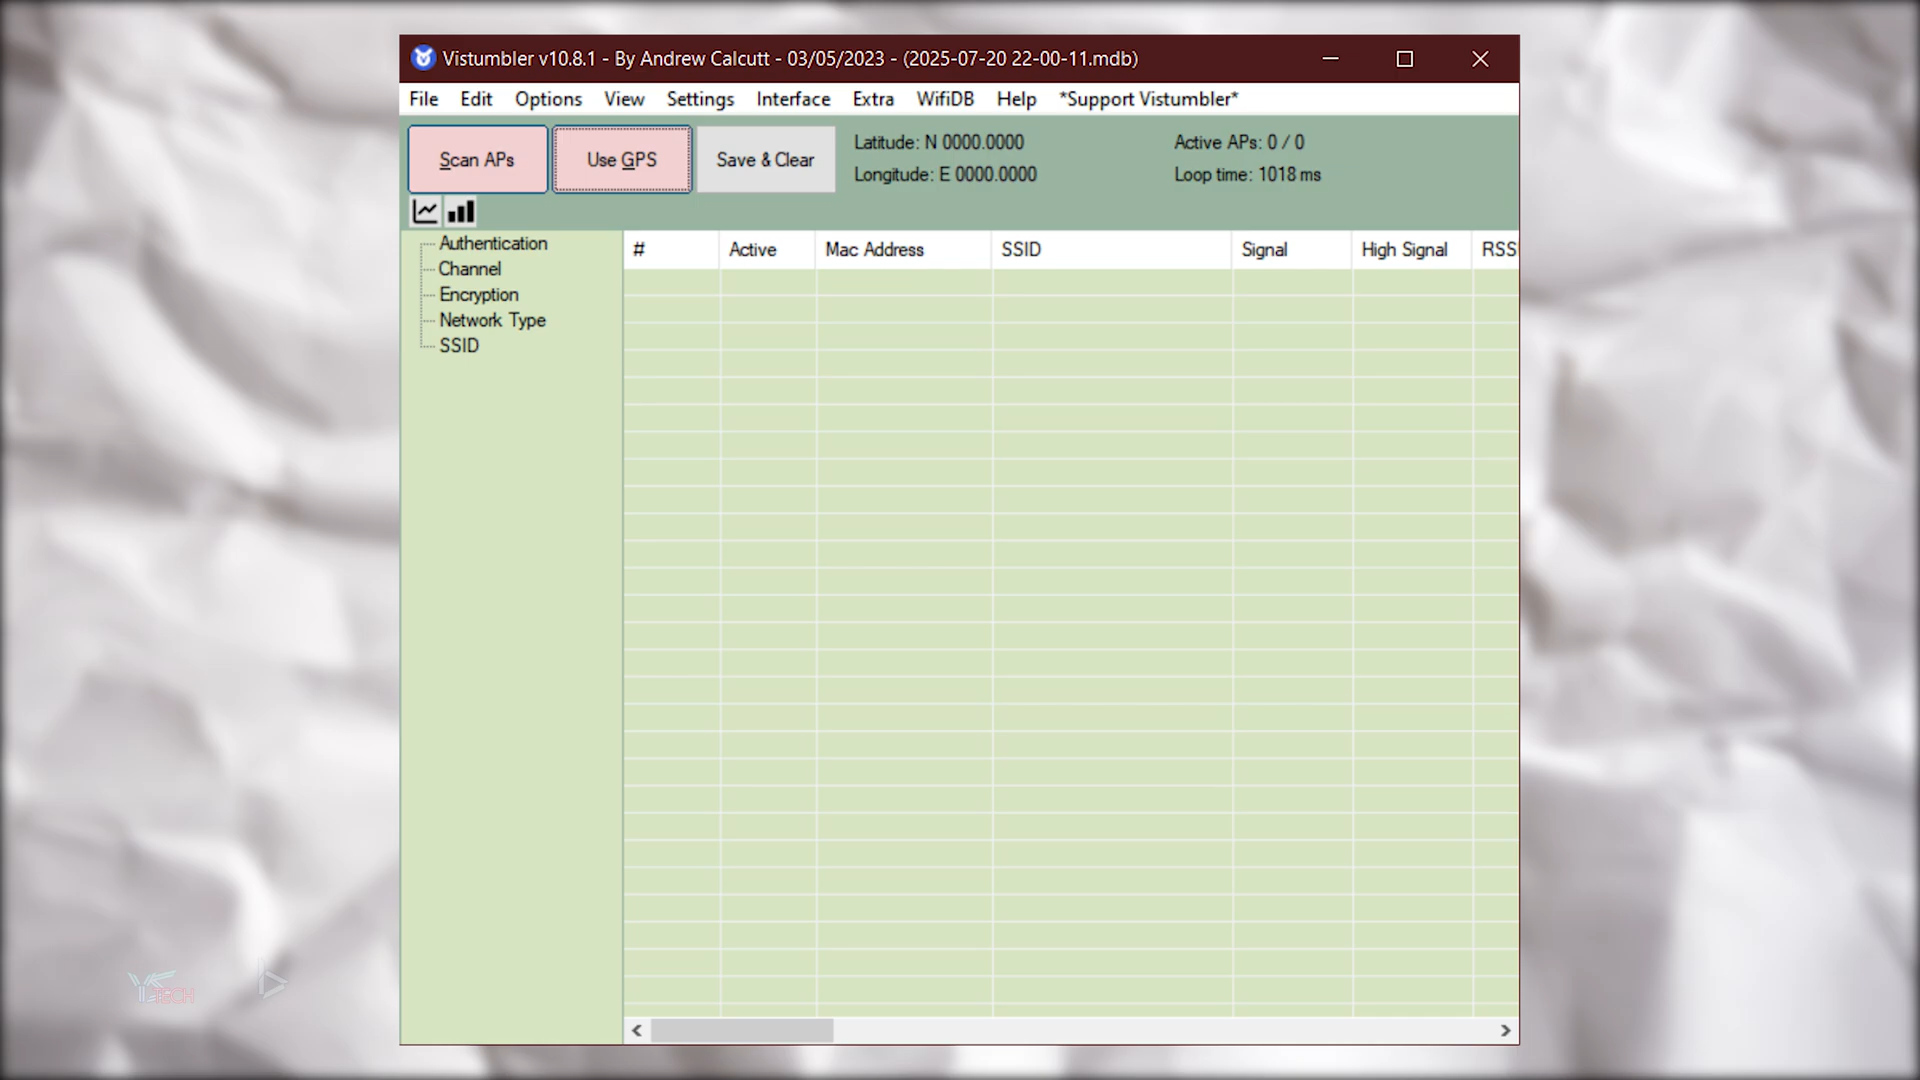 Vistumbler v10.8.1 - By Andrew Calcutt - 03/05/2023 - (2025-07-20 22-00-11.mdb)
File Edit Options View Settings Interface Extra WifiDB Help *Support Vistumbler*
Scan APs Use GPS Save & Clear
Latitude: N 0000.0000
Longitude: E 0000.0000
Active APs: 0 / 0
Loop time: 1018 ms
Authentication
Channel
Encryption
Network Type
SSID
# Active Mac Address SSID Signal High Signal RSSI
TECH